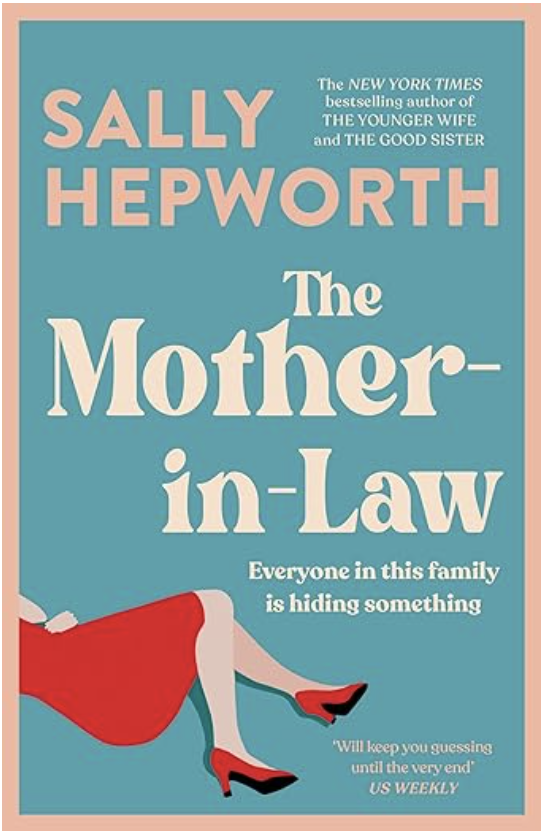 SALLY
HEPWORTH
The NEW YORK TIMES
bestselling author of
THE YOUNGER WIFE
and THE GOOD SISTER
The
Mother-
in-Law
Everyone in this family
is hiding something
'Will keep you guessing
until the very end'
US WEEKLY